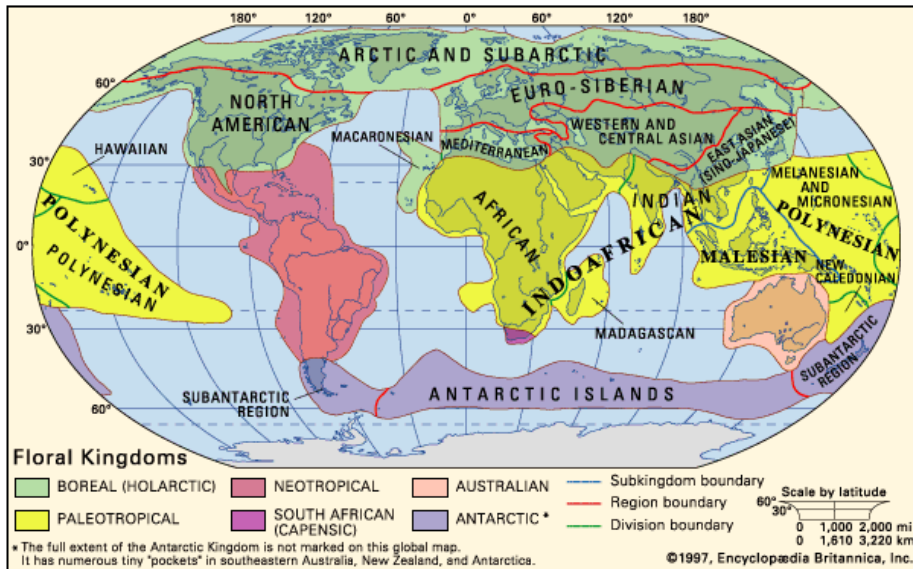 180° 120° 60° 0° 60° 120° 180°
ARCTIC AND SUBARCTIC
60°
60°
EURO-SIBERIAN
NORTH
AMERICAN
MACARONESIAN
MEDITERRANEAN
WESTERN AND
CENTRAL ASIAN
EAST ASIAN
(SINO-JAPANESE)
HAWAIIAN
30°
30°
MELANESIAN AND
MICRONESIAN
INDIAN
AFRICAN
POLYNESIAN
POLYNESIAN
0°
0°
INDOAFRICAN
MALESIAN
POLYNESIAN
NEW
CALEDONIAN
MADAGASCAN
30°
30°
SUBANTARCTIC
REGION
SUBANTARCTIC
REGION
ANTARCTIC ISLANDS
60°
60°
Floral Kingdoms
BOREAL (HOLARCTIC)
NEOTROPICAL
AUSTRALIAN
PALEOTROPICAL
SOUTH AFRICAN
(CAPENSIC)
ANTARCTIC *
Subkingdom boundary
Region boundary
Division boundary
Scale by latitude
60°
30°
0 1,000 2,000 mi
0 1,610 3,220 km
* The full extent of the Antarctic Kingdom is not marked on this global map.
It has numerous tiny "pockets" in southeastern Australia, New Zealand, and Antarctica.
©1997, Encyclopædia Britannica, Inc.